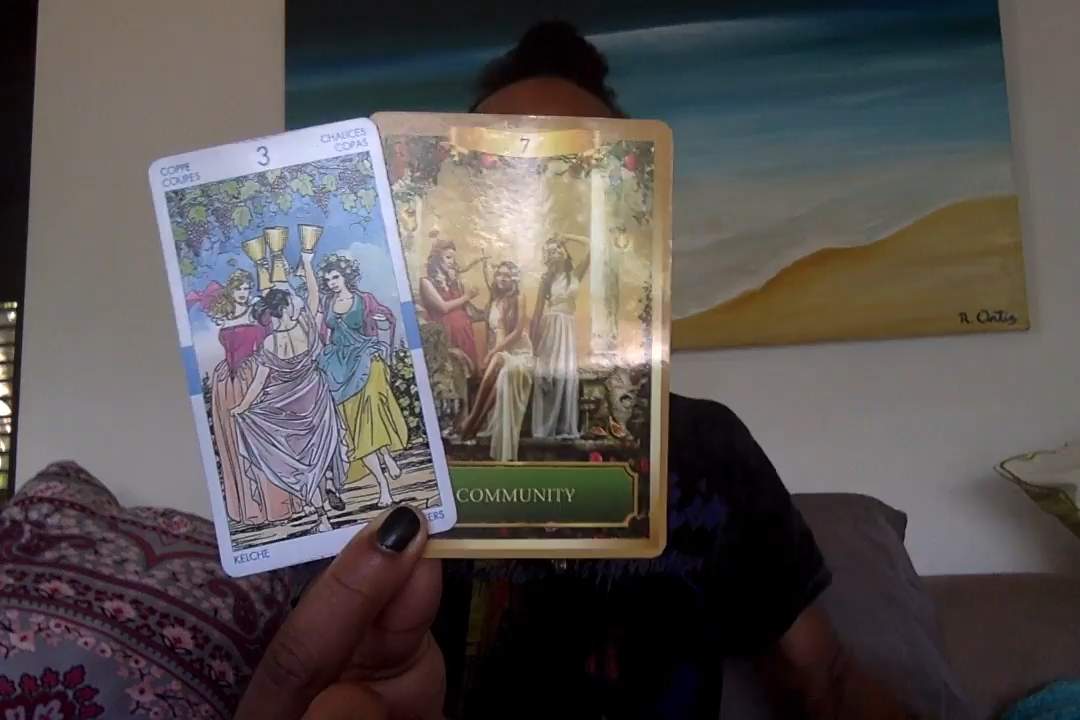 COPPE
COUPES
3
CHALICES
COPAS
KELCHE
7
COMMUNITY
R. Ortiz